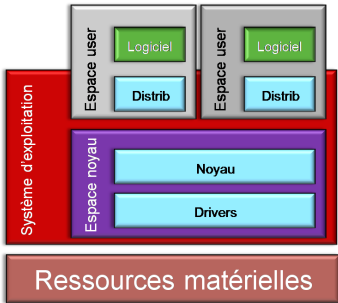 Espace user
Logiciel
Distrib
Espace user
Logiciel
Distrib
Système d'exploitation
Espace noyau
Noyau
Drivers
Ressources matérielles